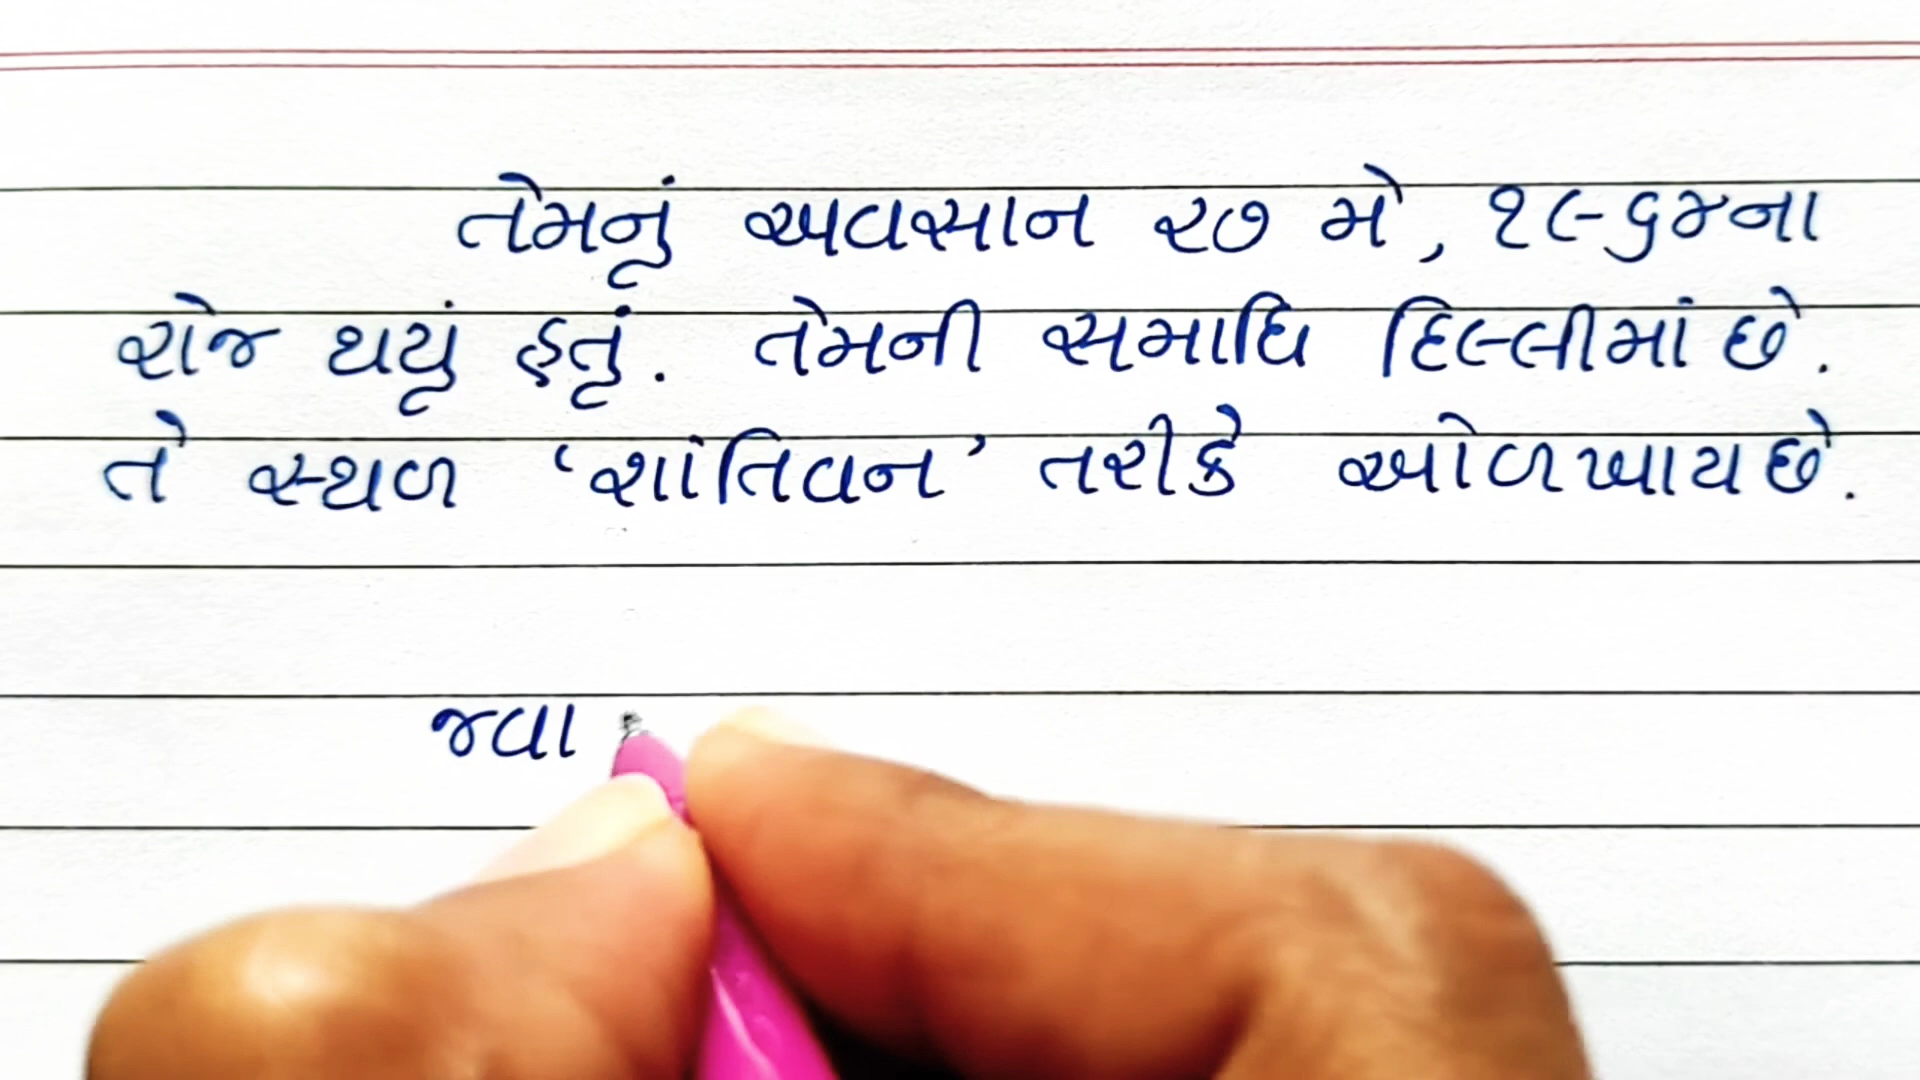 તેમનું અવસાન ૨૭ મે, ૧૯૬૪ના
રોજ થયું હતું. તેમની સમાધિ દિલ્લીમાં છે.
તે સ્થળ ‘શાંતિવન’ તરીકે ઓળખાય છે.
જવા